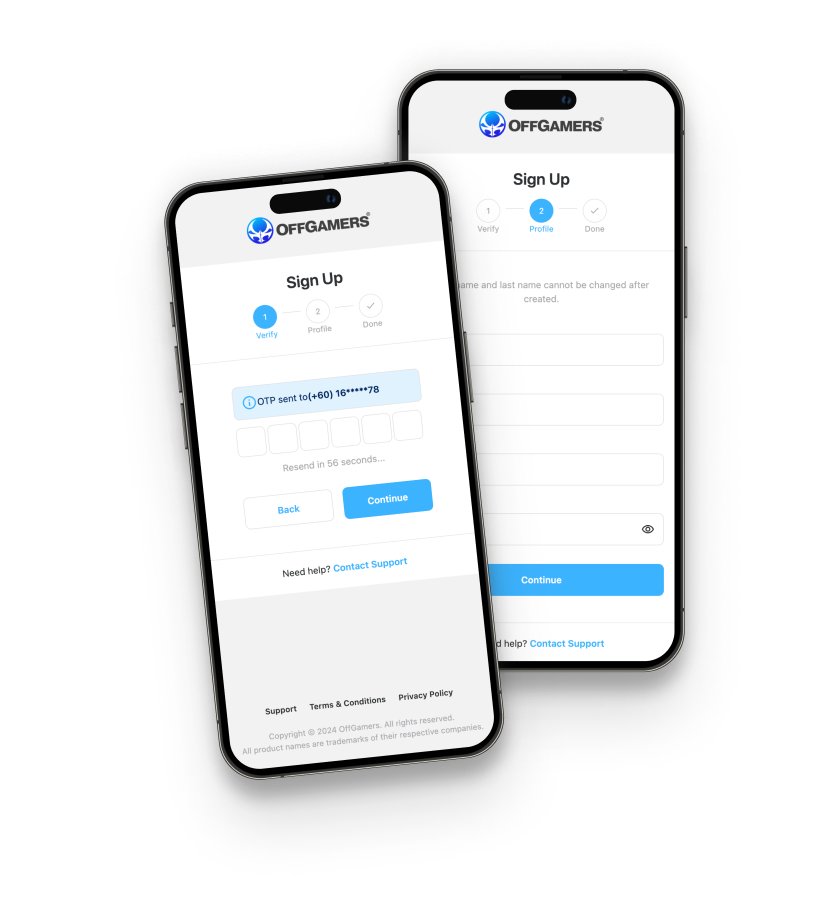 OFFGAMERS®
Sign Up
1
2
Verify
Profile
Done
OTP sent to(+60) 16*****78
Resend in 56 seconds...
Back
Continue
Need help? Contact Support
Support
Terms & Conditions
Privacy Policy
Copyright © 2024 OffGamers. All rights reserved.
All product names are trademarks of their respective companies.
OFFGAMERS®
Sign Up
1
2
Verify
Profile
Done
and last name cannot be changed after
created.
Continue
help? Contact Support